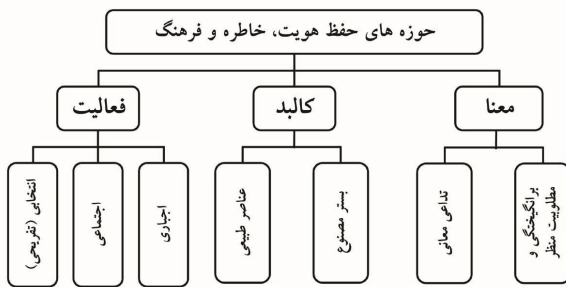 حوزه های حفظ هویت، خاطره و فرهنگ
معنا
کالبد
فعالیت
برانگیختگی و
مطلوبیت منظر
تداعی معانی
بستر مصنوع
عناصر طبیعی
اجباری
اجتماعی
انتخابی (تفریحی)